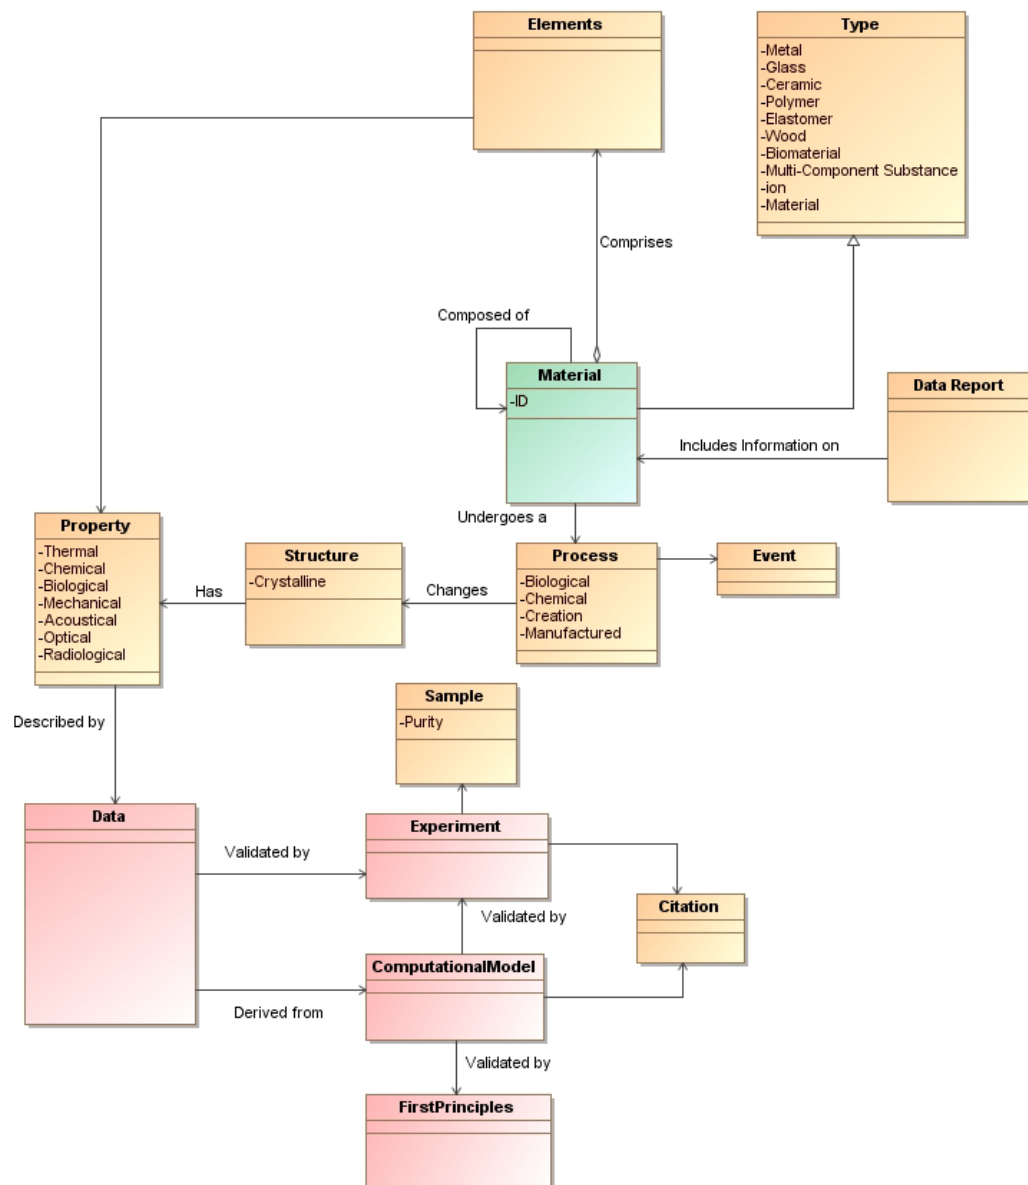 Elements
Type
-Metal
-Glass
-Ceramic
-Polymer
-Elastomer
-Wood
-Biomaterial
-Multi-Component Substance
-ion
-Material
Comprises
Composed of
Material
-ID
Data Report
Includes Information on
Undergoes a
Property
-Thermal
-Chemical
-Biological
-Mechanical
-Acoustical
-Optical
-Radiological
Has
Structure
-Crystalline
Changes
Process
-Biological
-Chemical
-Creation
-Manufactured
Event
Described by
Sample
-Purity
Data
Validated by
Experiment
Validated by
Citation
ComputationalModel
Derived from
Validated by
FirstPrinciples